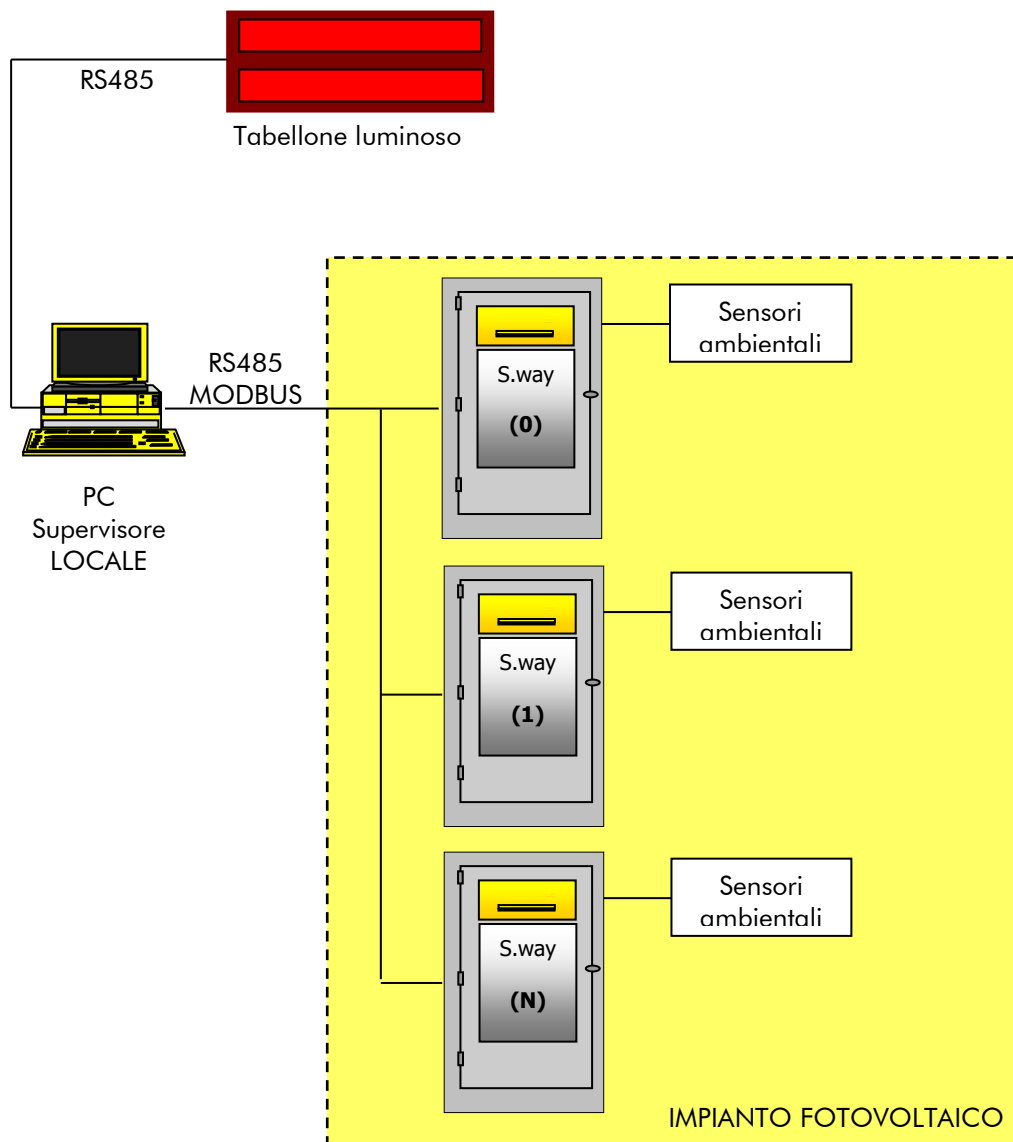 RS485
Tabellone luminoso
RS485
MODBUS
PC
Supervisore
LOCALE
S.way
(0)
Sensori
ambientali
S.way
(1)
Sensori
ambientali
S.way
(N)
Sensori
ambientali
IMPIANTO FOTOVOLTAICO